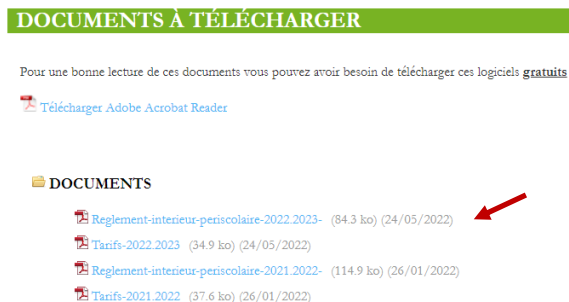 DOCUMENTS À TÉLÉCHARGER
Pour une bonne lecture de ces documents vous pouvez avoir besoin de télécharger ces logiciels gratuits
Télécharger Adobe Acrobat Reader
DOCUMENTS
Reglement-interieur-periscolaire-2022.2023- (84.3 ko) (24/05/2022)
Tarifs-2022.2023 (34.9 ko) (24/05/2022)
Reglement-interieur-periscolaire-2021.2022- (114.9 ko) (26/01/2022)
Tarifs-2021.2022 (37.6 ko) (26/01/2022)